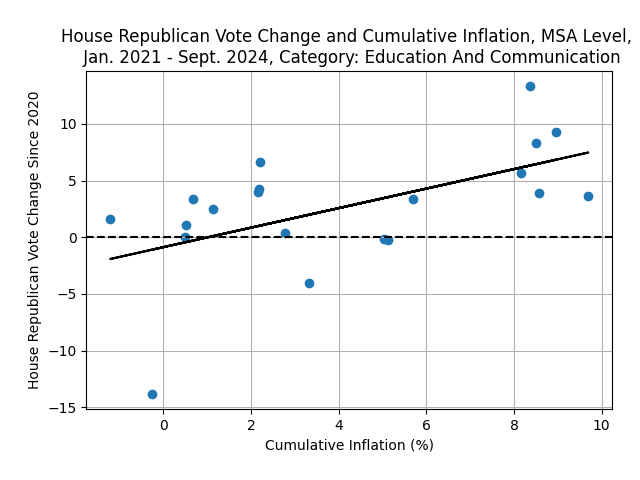 House Republican Vote Change and Cumulative Inflation, MSA Level,
Jan. 2021 - Sept. 2024, Category: Education And Communication
House Republican Vote Change Since 2020
10
5
0
−5
−10
−15
0 2 4 6 8 10
Cumulative Inflation (%)